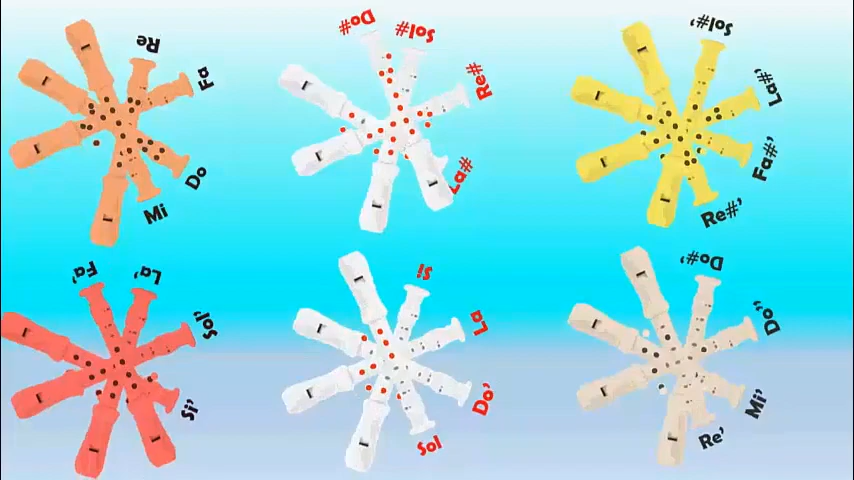 Re
Fa
Do
Mi
Do#
Sol#
Re#
La#
Sol#'
La#'
Fa#'
Re#'
Fa'
La'
Sol'
Si'
Si
La
Do'
Sol
Do#'
Do''
Mi'
Re'